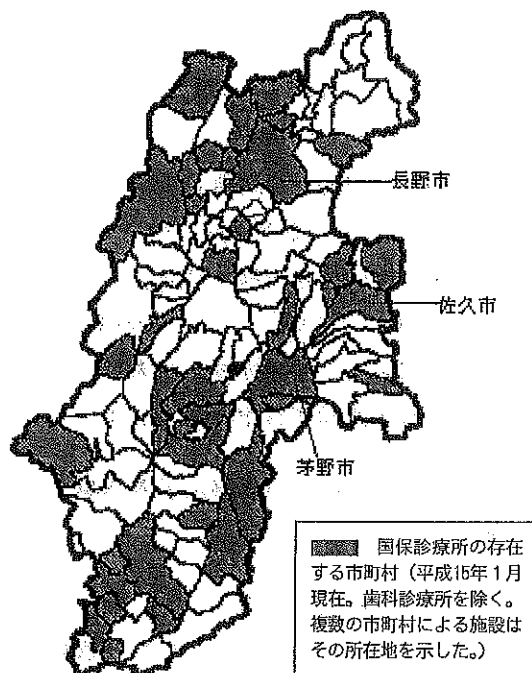 長野市
佐久市
茅野市
国保診療所の存在
する市町村（平成15年1月
現在。歯科診療所を除く。
複数の市町村による施設は
その所在地を示した。）